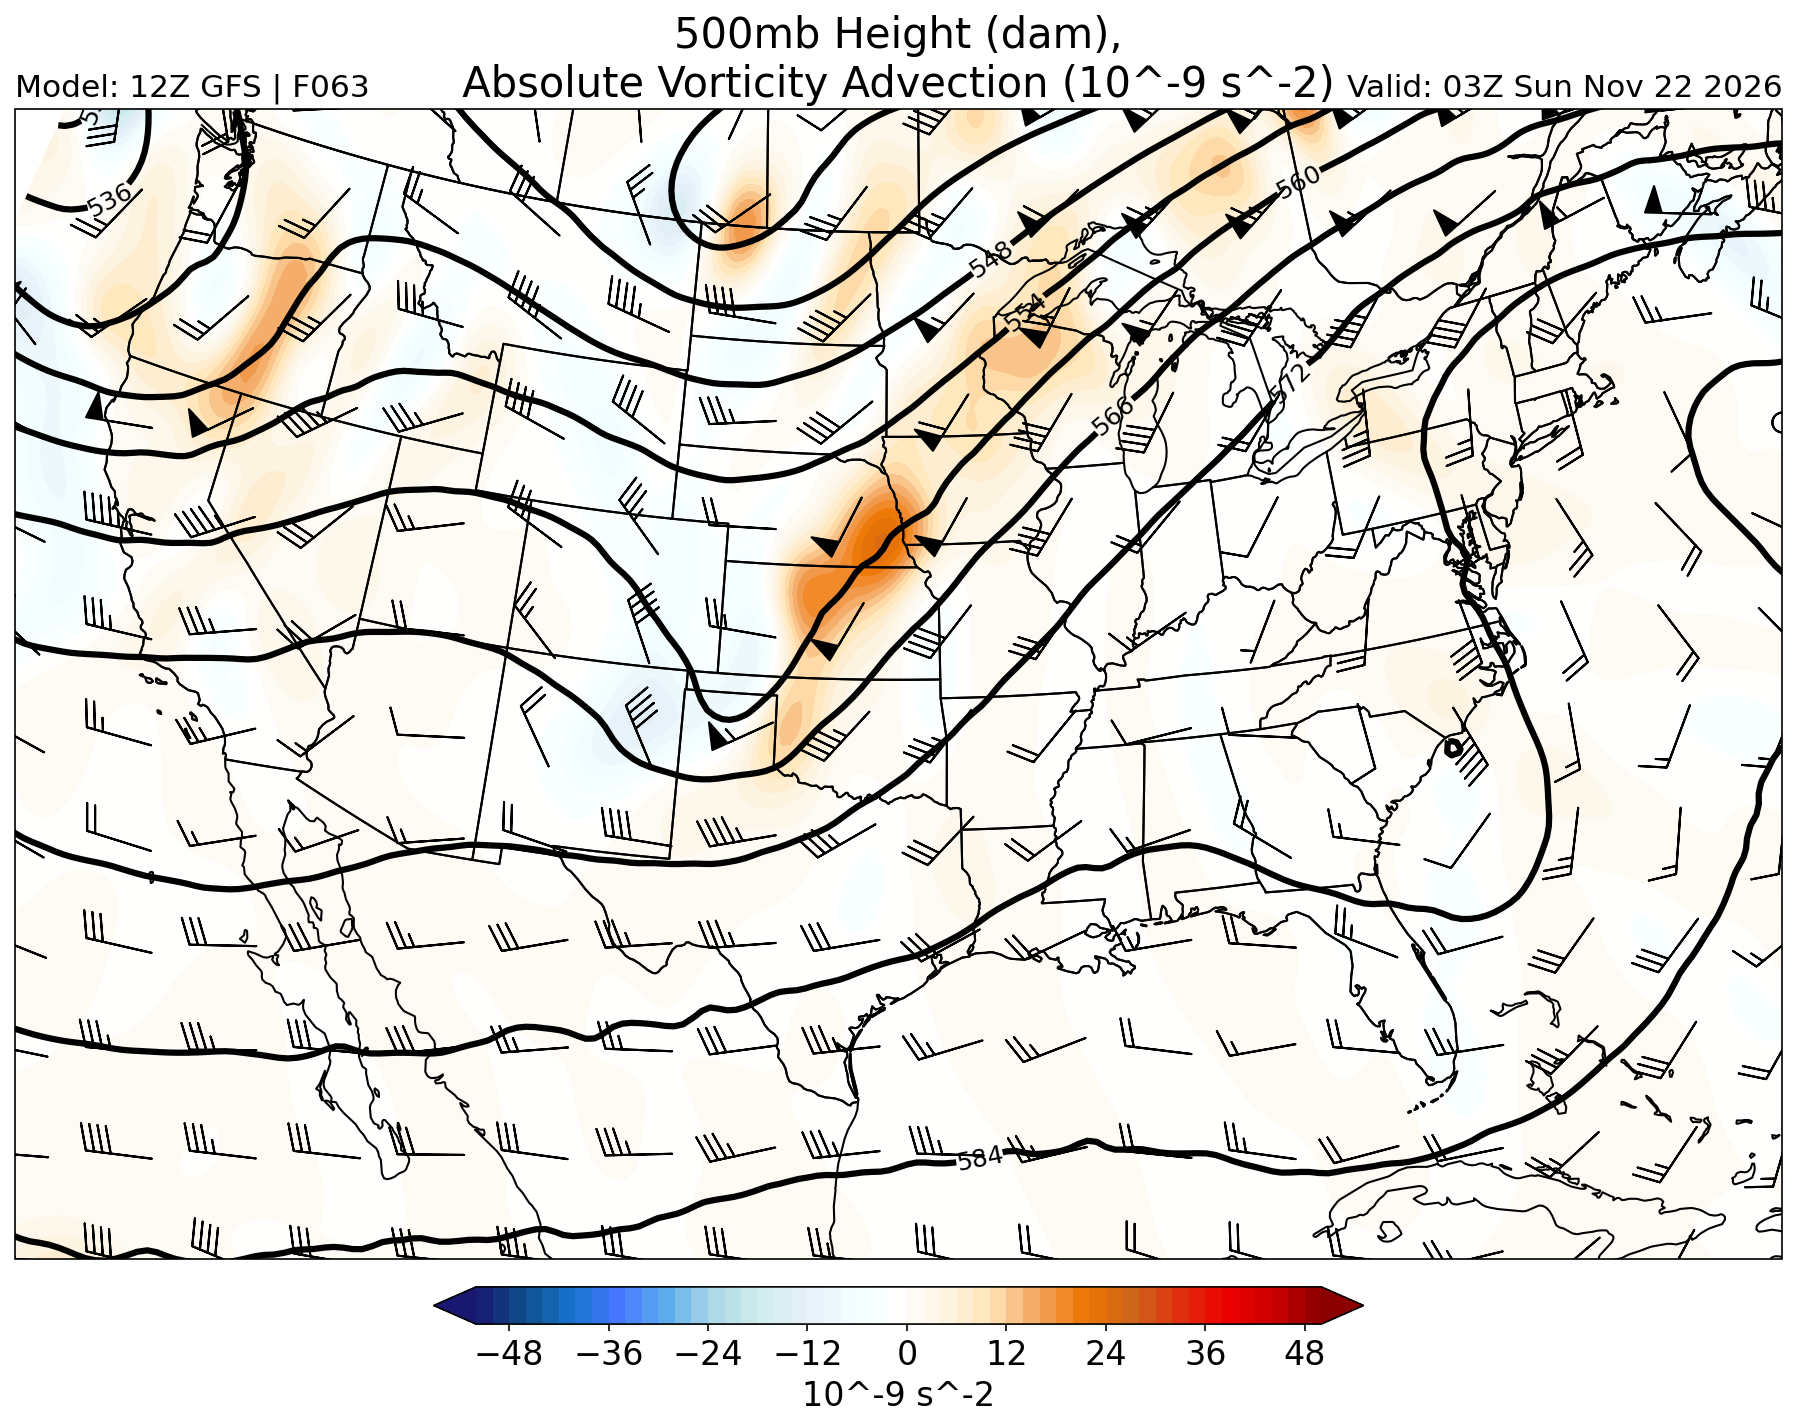 500mb Height (dam),
Model: 12Z GFS | F063
Absolute Vorticity Advection (10^-9 s^-2)
Valid: 03Z Sun Nov 22 2026
536
560
548
554
572
566
584
−48 −36 −24 −12 0 12 24 36 48
10^-9 s^-2